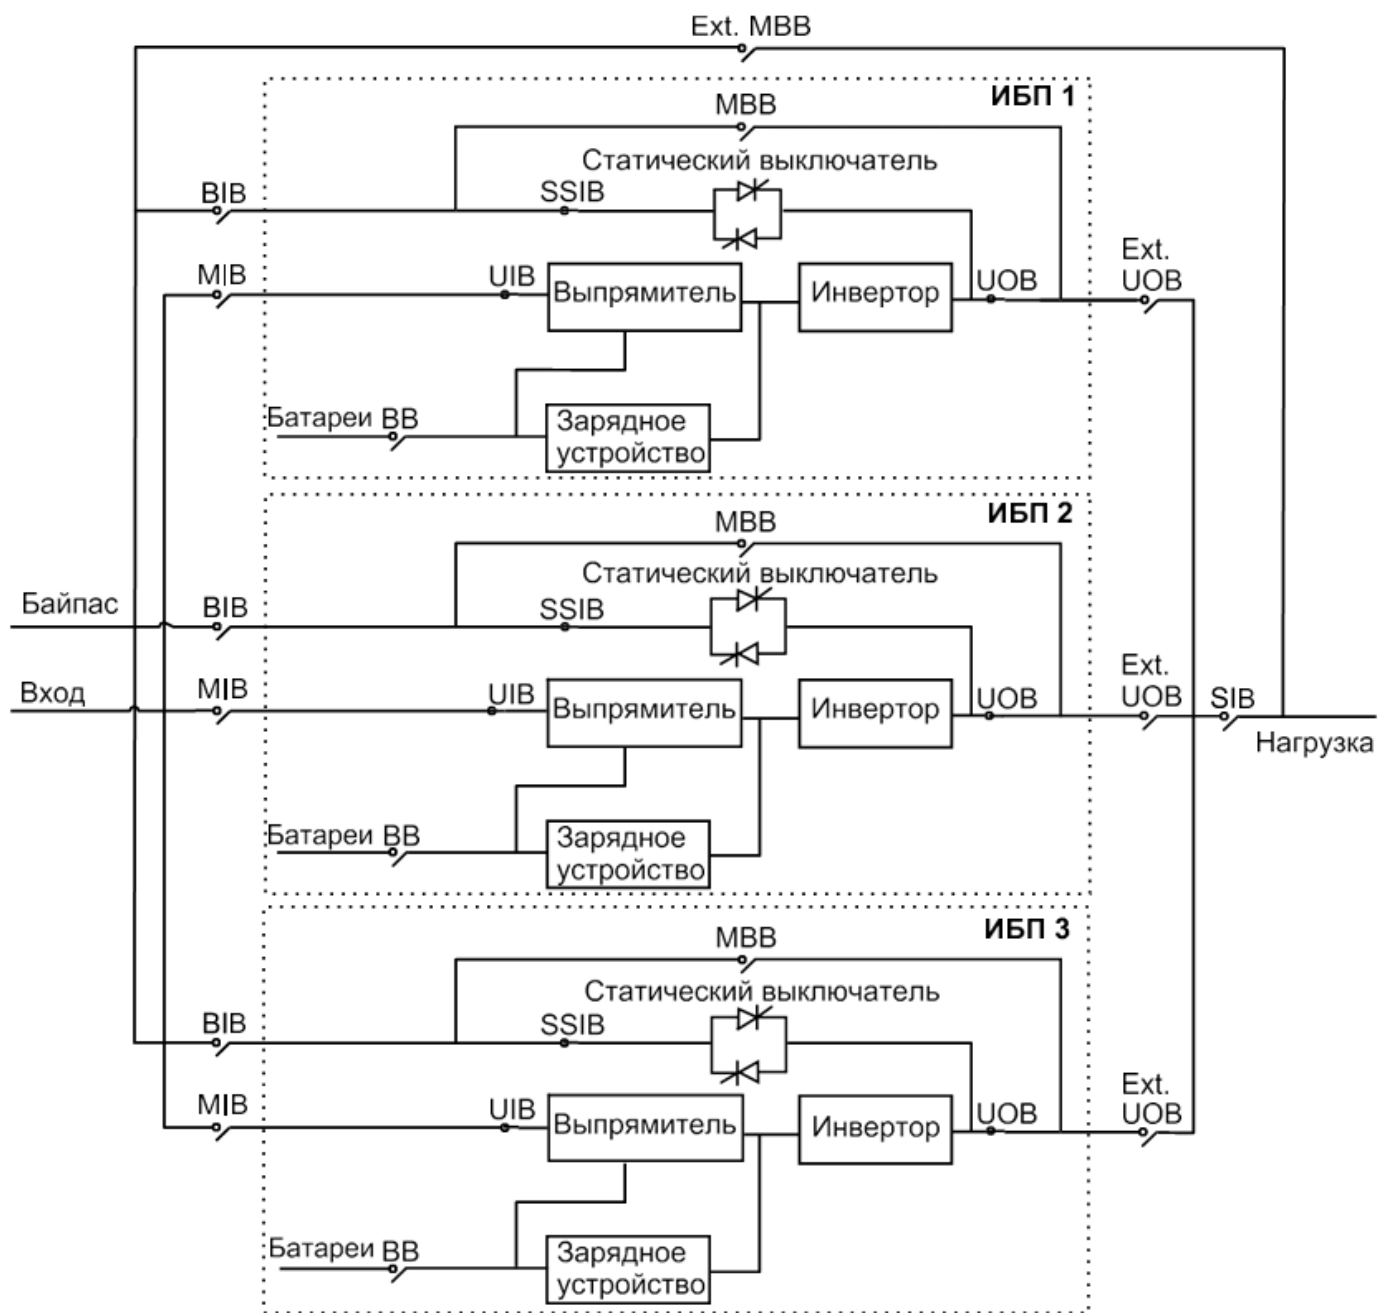 Ext. MBB
ИБП 1
MBB
Статический выключатель
BIB
SSIB
Ext.
MIB
UIB
Выпрямитель
Инвертор
UOB
UOB
Батареи BB
Зарядное
устройство
ИБП 2
MBB
Статический выключатель
Байпас
BIB
SSIB
Ext.
Вход
MIB
UIB
Выпрямитель
Инвертор
UOB
UOB
SIB
Нагрузка
Батареи BB
Зарядное
устройство
ИБП 3
MBB
Статический выключатель
BIB
SSIB
Ext.
MIB
UIB
Выпрямитель
Инвертор
UOB
UOB
Батареи BB
Зарядное
устройство